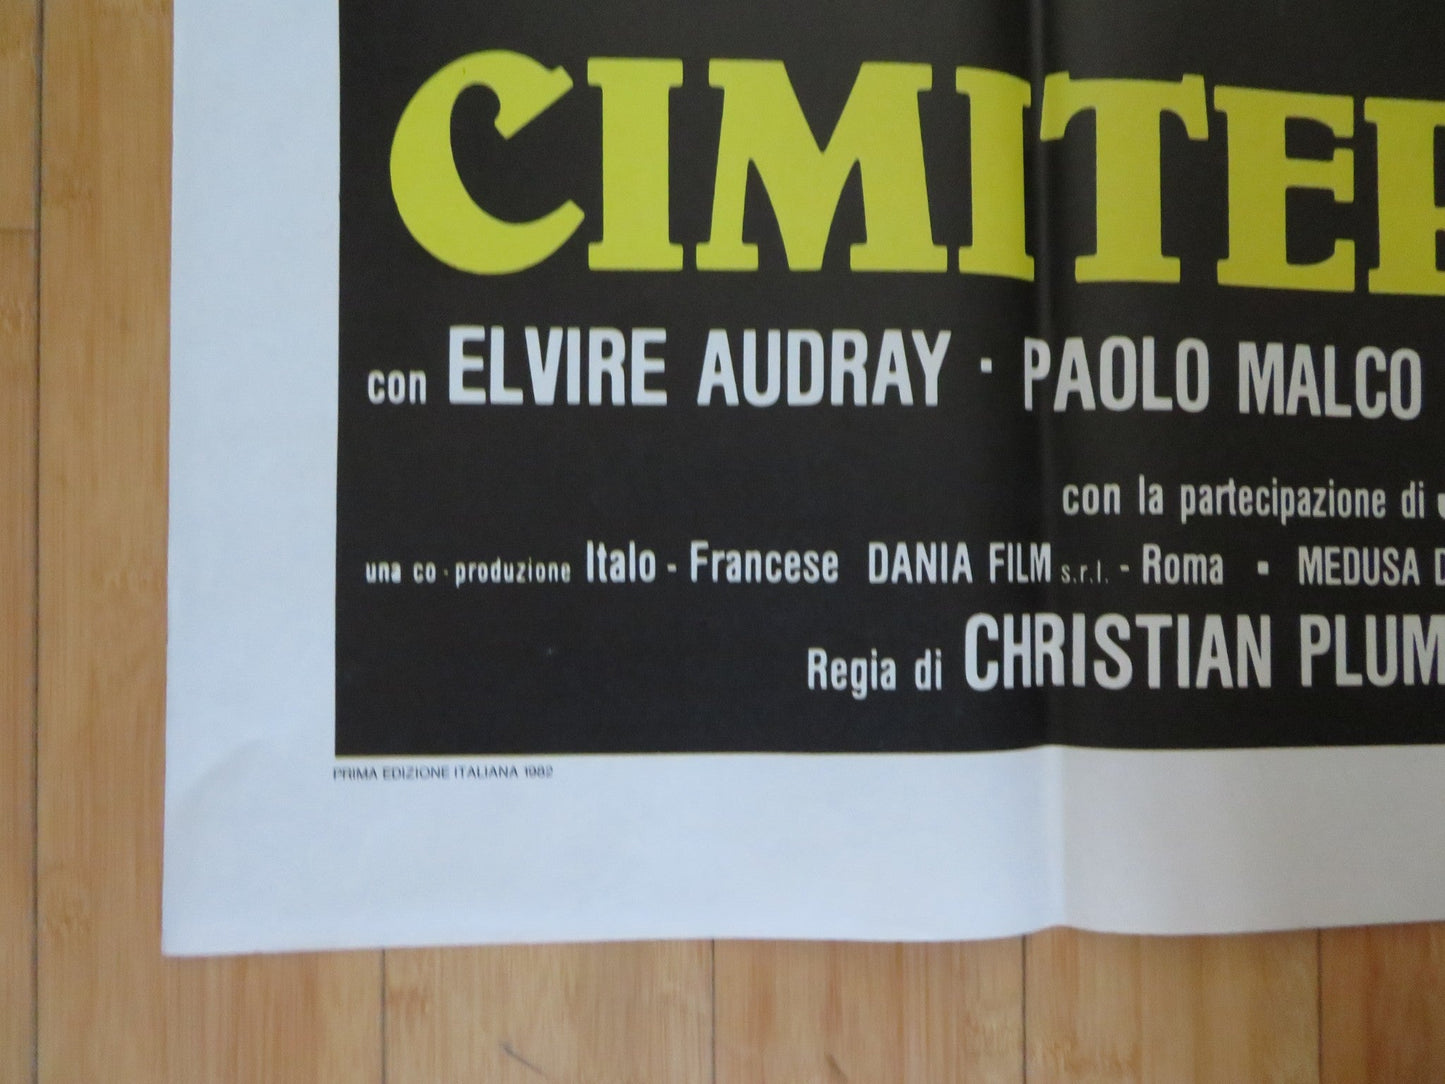 CIMITER
con ELVIRE AUDRAY · PAOLO MALCO
con la partecipazione di
una co-produzione Italo - Francese DANIA FILM s.r.l. - Roma · MEDUSA D
Regia di CHRISTIAN PLUM
PRIMA EDIZIONE ITALIANA 1982